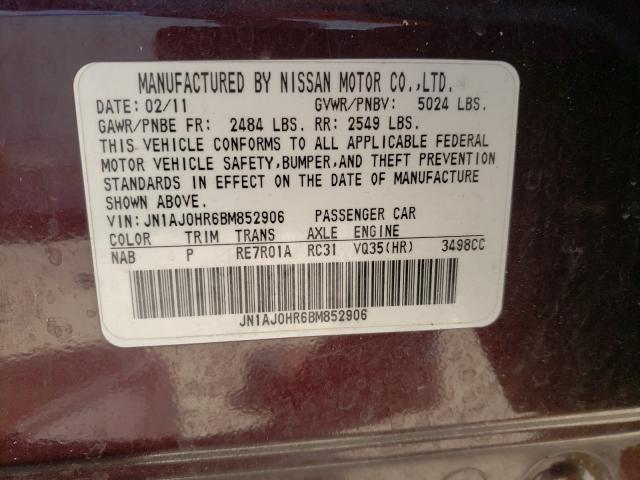 MANUFACTURED BY NISSAN MOTOR CO.,LTD.
DATE: 02/11 GVWR/PNBV: 5024 LBS.
GAWR/PNBE FR: 2484 LBS. RR: 2549 LBS.
THIS VEHICLE CONFORMS TO ALL APPLICABLE FEDERAL
MOTOR VEHICLE SAFETY,BUMPER,AND THEFT PREVENTION
STANDARDS IN EFFECT ON THE DATE OF MANUFACTURE
SHOWN ABOVE.
VIN:JN1AJ0HR6BM852906 PASSENGER CAR
COLOR TRIM TRANS AXLE ENGINE
NAB P RE7R01A RC31 VQ35(HR) 3498CC
JN1AJ0HR6BM852906